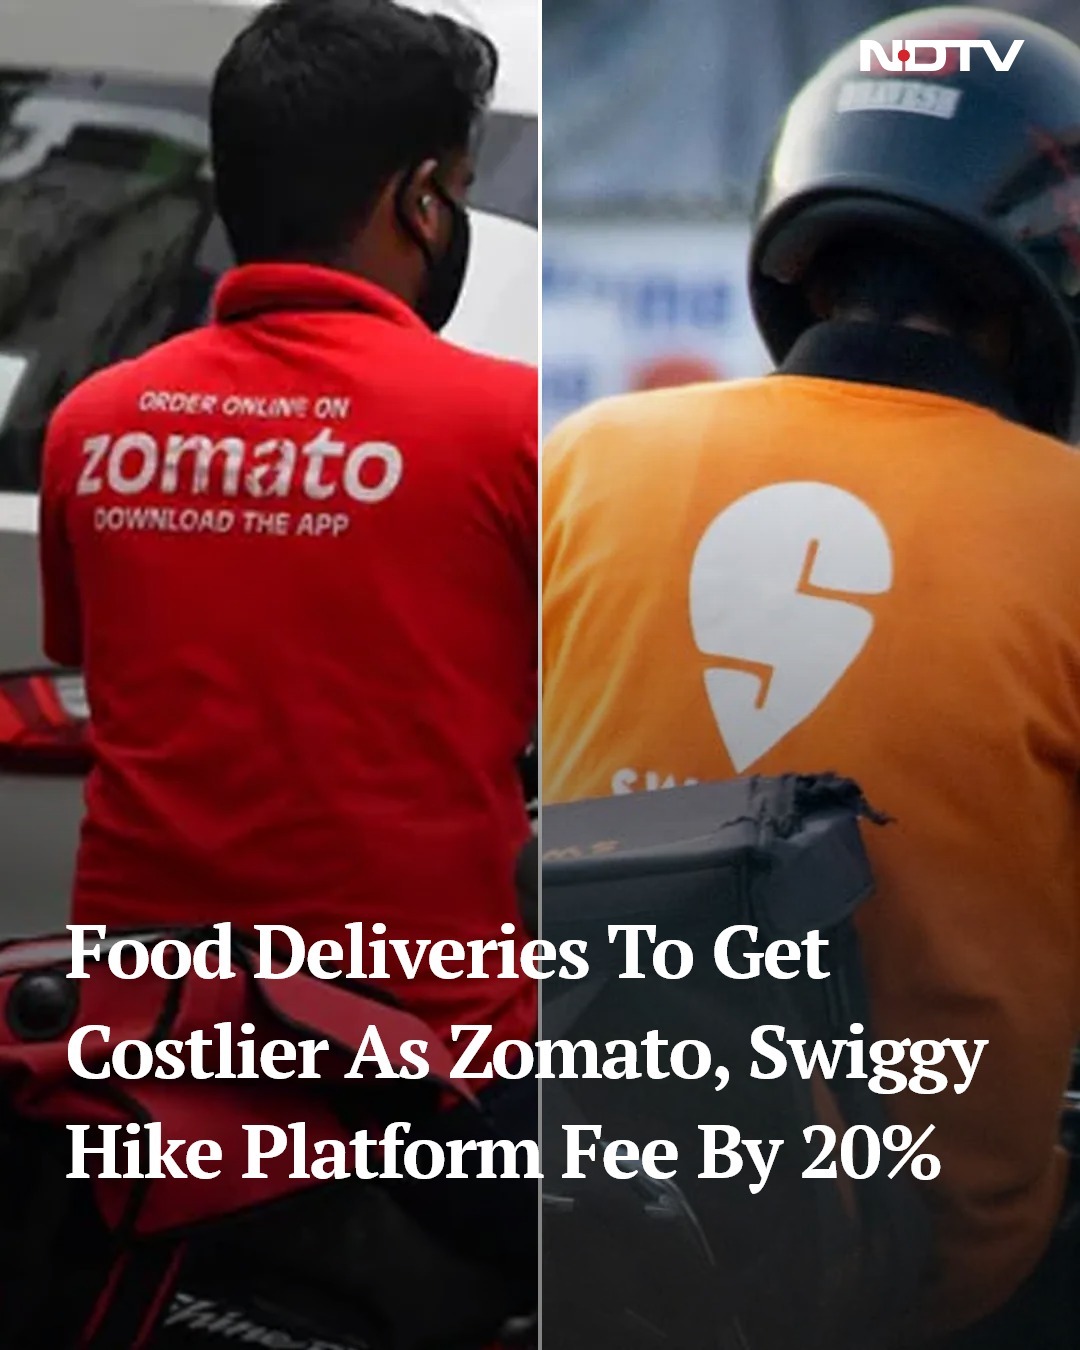 NDTV
ORDER ONLINE ON
zomato
DOWNLOAD THE APP
Food Deliveries To Get
Costlier As Zomato, Swiggy
Hike Platform Fee By 20%